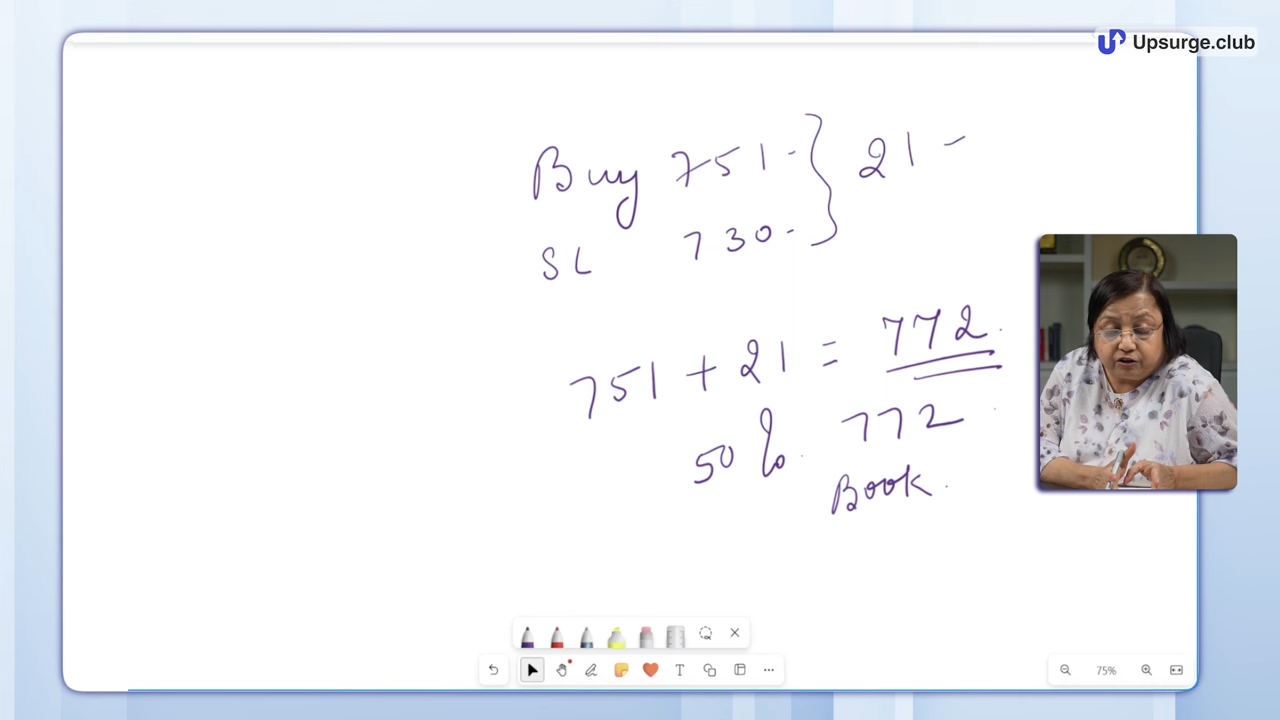 Upsurge.club
Buy 751 } 21 -
SL 730
751 + 21 = 772
50 % 772
Book
T
75%